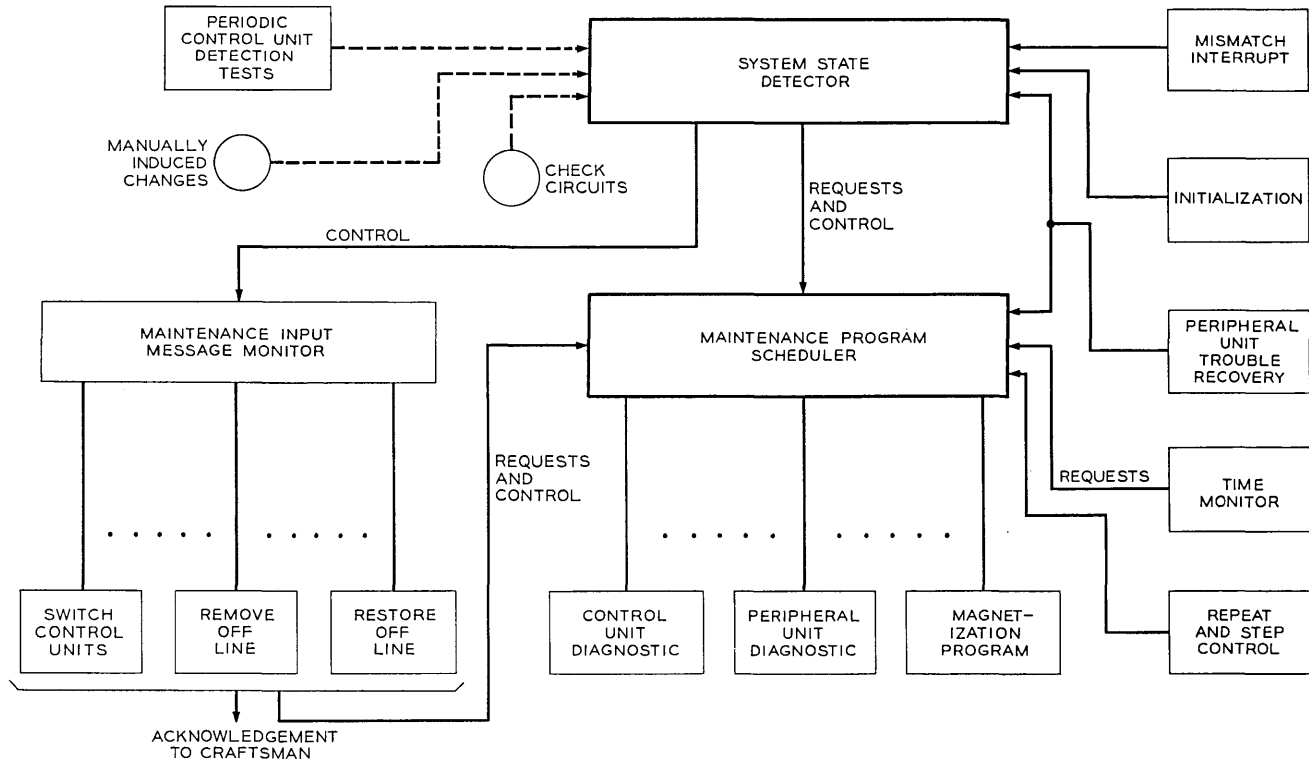 PERIODIC
CONTROL UNIT
DETECTION
TESTS
SYSTEM STATE
DETECTOR
MISMATCH
INTERRUPT
MANUALLY
INDUCED
CHANGES
CHECK
CIRCUITS
REQUESTS
AND
CONTROL
INITIALIZATION
CONTROL
MAINTENANCE INPUT
MESSAGE MONITOR
MAINTENANCE PROGRAM
SCHEDULER
PERIPHERAL
UNIT
TROUBLE
RECOVERY
REQUESTS
AND
CONTROL
REQUESTS
TIME
MONITOR
. . . . . . . . . .
. . . . . . . . . .
SWITCH
CONTROL
UNITS
REMOVE
OFF
LINE
RESTORE
OFF
LINE
CONTROL
UNIT
DIAGNOSTIC
PERIPHERAL
UNIT
DIAGNOSTIC
MAGNET-
IZATION
PROGRAM
REPEAT
AND STEP
CONTROL
ACKNOWLEDGEMENT
TO CRAFTSMAN